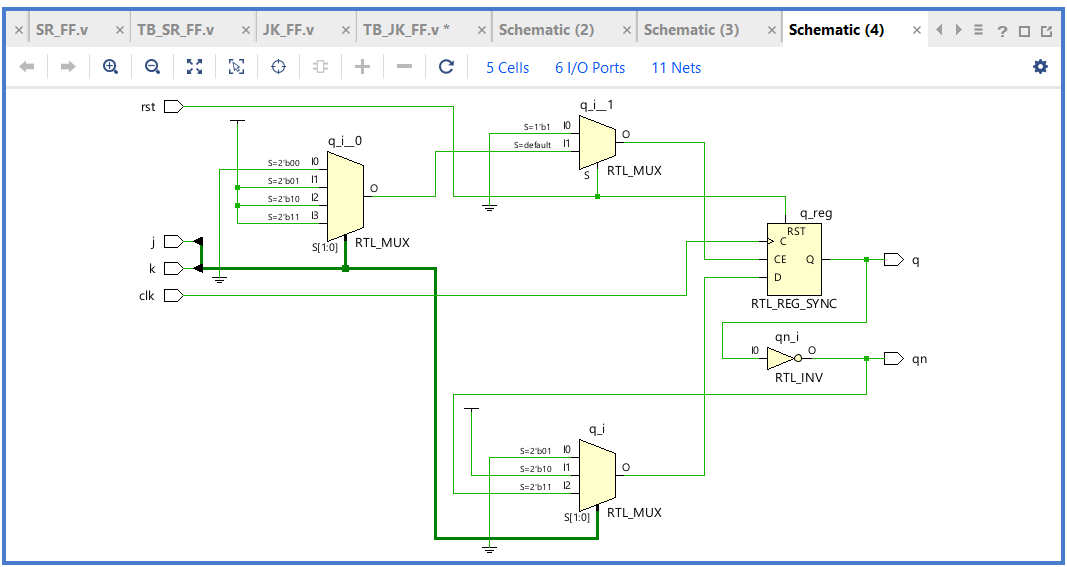 SR_FF.v × TB_SR_FF.v × JK_FF.v × TB_JK_FF.v * × Schematic (2) × Schematic (3) × Schematic (4) ×
5 Cells 6 I/O Ports 11 Nets
rst
q_i__1
S=1'b1 I0
S=default I1
O
S
RTL_MUX
q_i__0
S=2'b00 I0
S=2'b01 I1
S=2'b10 I2
S=2'b11 I3
O
S[1:0]
RTL_MUX
j
k
clk
q_reg
RST
C
CE Q
D
RTL_REG_SYNC
q
qn_i
I0 O
RTL_INV
qn
q_i
S=2'b01 I0
S=2'b10 I1
S=2'b11 I2
O
S[1:0]
RTL_MUX